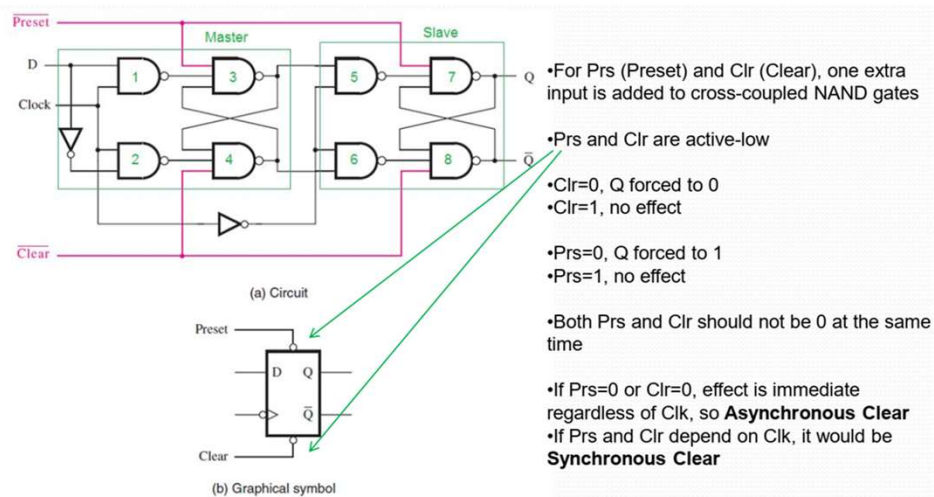 Preset
Master
Slave
D
1
3
5
7
Q
Clock
2
4
6
8
Q
Clear
(a) Circuit
Preset
D Q
Q
Clear
(b) Graphical symbol
•For Prs (Preset) and Clr (Clear), one extra
input is added to cross-coupled NAND gates
•Prs and Clr are active-low
•Clr=0, Q forced to 0
•Clr=1, no effect
•Prs=0, Q forced to 1
•Prs=1, no effect
•Both Prs and Clr should not be 0 at the same
time
•If Prs=0 or Clr=0, effect is immediate
regardless of Clk, so Asynchronous Clear
•If Prs and Clr depend on Clk, it would be
Synchronous Clear